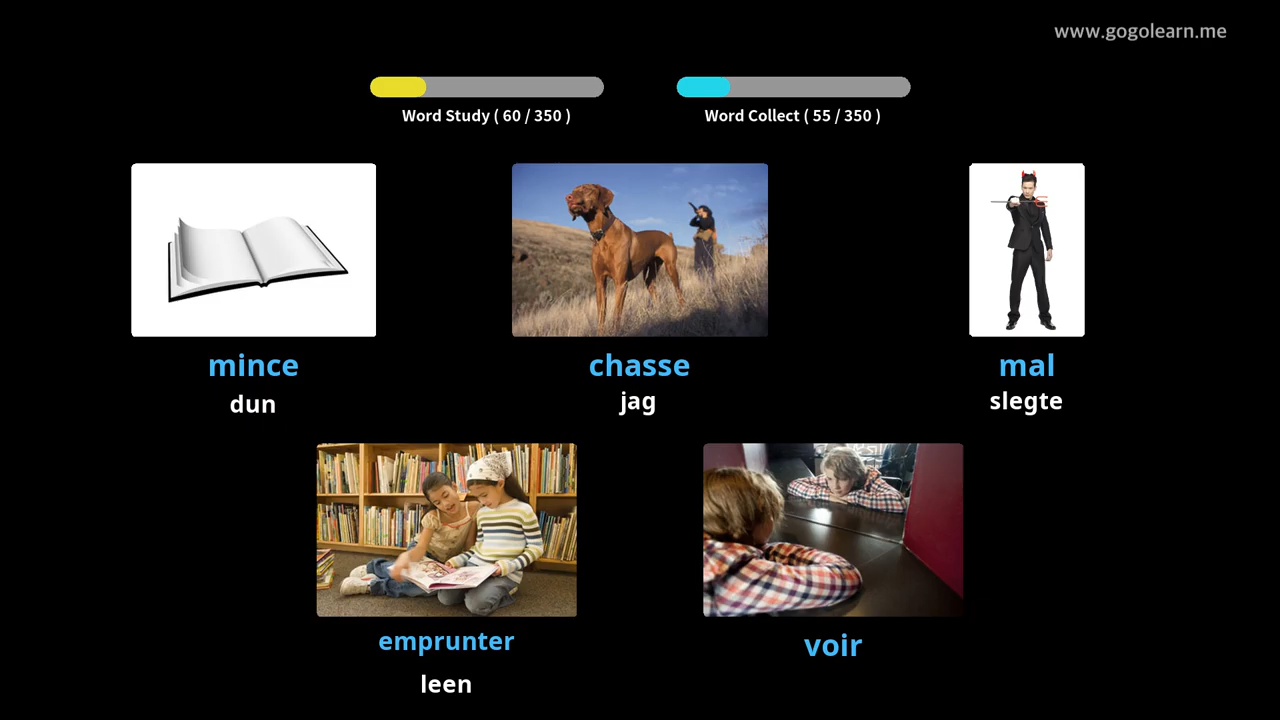 www.gogolearn.me
Word Study ( 60 / 350 )
Word Collect ( 55 / 350 )
mince
dun
chasse
jag
mal
slegte
emprunter
leen
voir